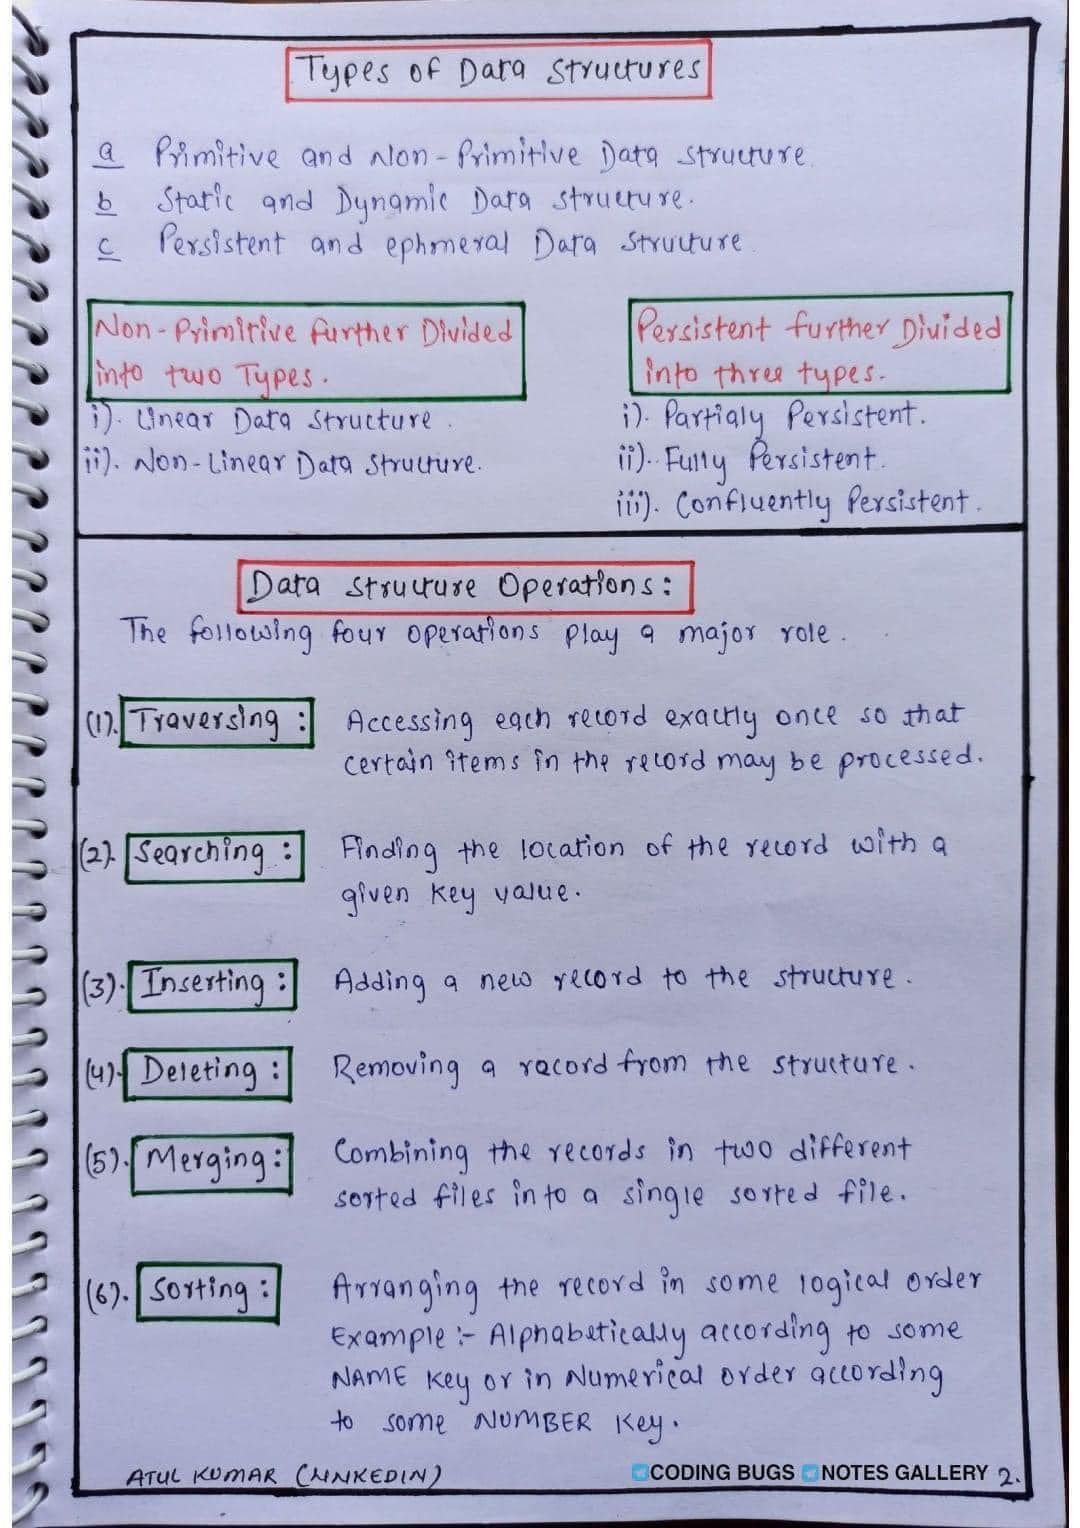 Types of Data Structures
a Primitive and Non-Primitive Data structure.
b Static and Dynamic Data structure.
c Persistent and ephmeral Data Structure.
Non-Primitive further Divided
into two Types.
i). Linear Data Structure.
ii). Non-Linear Data Structure.
Persistent further Divided
into three types.
i). Partialy Persistent.
ii). Fully Persistent.
iii). Confluently Persistent.
Data Structure Operations:
The following four operations play a major role.
(1). Traversing : Accessing each record exactly once so that
certain items in the record may be processed.
(2). Searching : Finding the location of the record with a
given key value.
(3). Inserting : Adding a new record to the structure.
(4). Deleting : Removing a racord from the structure.
(5). Merging : Combining the records in two different
sorted files into a single sorted file.
(6). Sorting : Arranging the record in some logical order
Example :- Alphabetically according to some
NAME key or in Numerical order according
to some NUMBER key.
ATUL KUMAR (LINKEDIN)
CODING BUGS NOTES GALLERY 2.